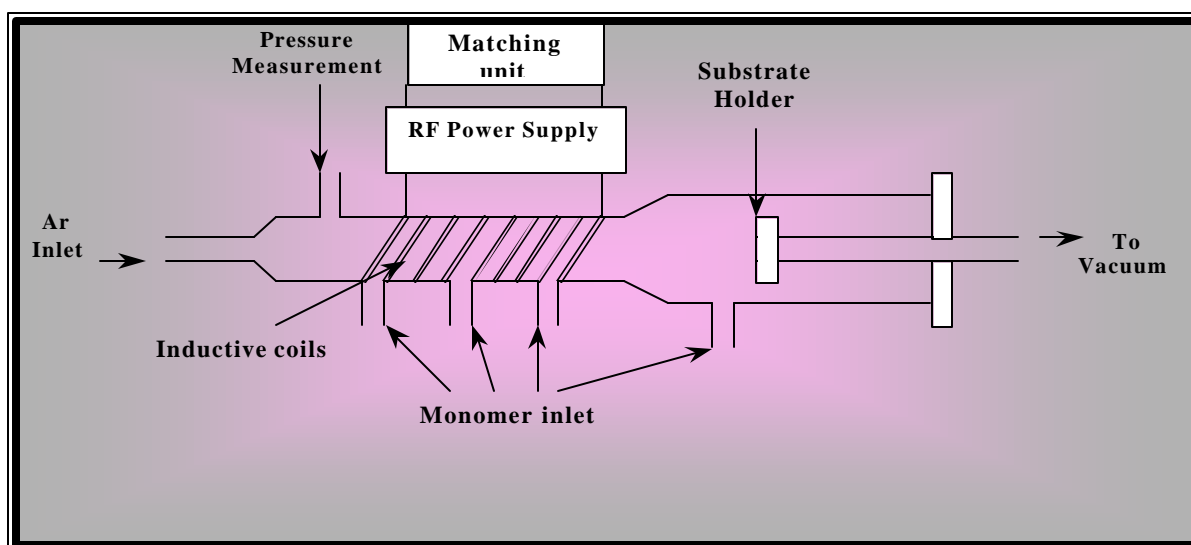 Pressure
Measurement
Matching
unit
Substrate
Holder
RF Power Supply
Ar
Inlet
To
Vacuum
Inductive coils
Monomer inlet